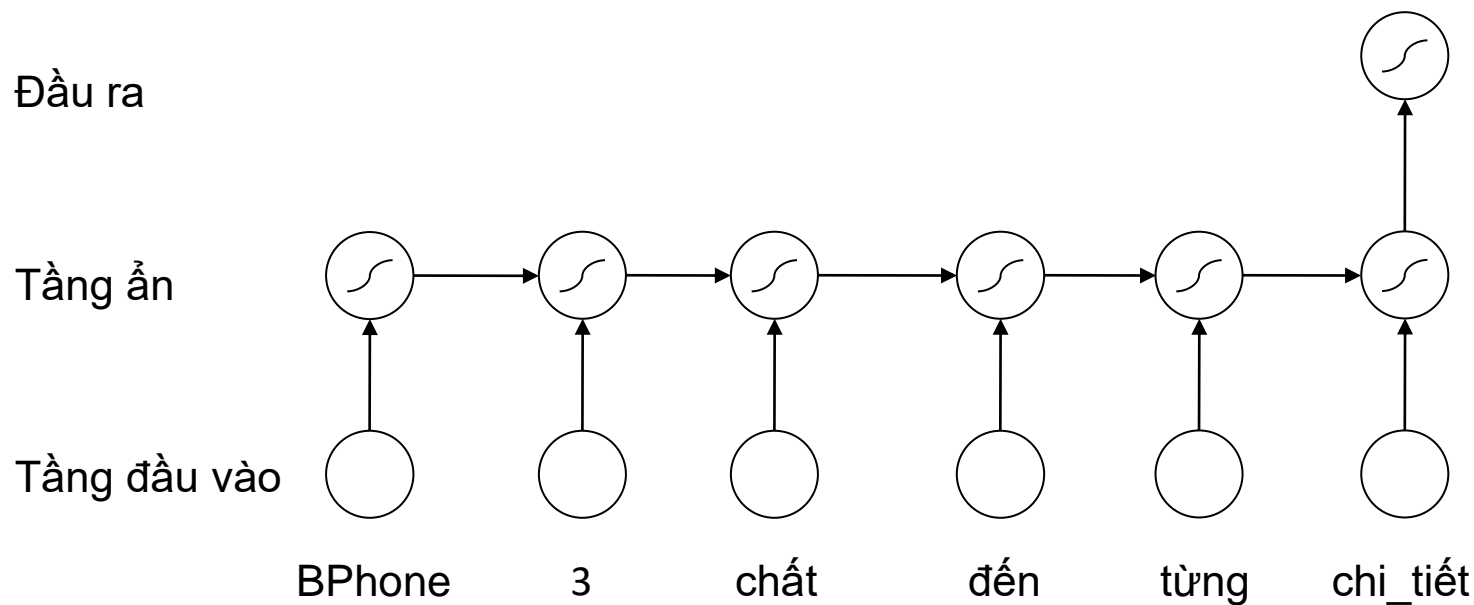 Đầu ra
Tầng ẩn
Tầng đầu vào
BPhone 3 chất đến từng chi_tiết